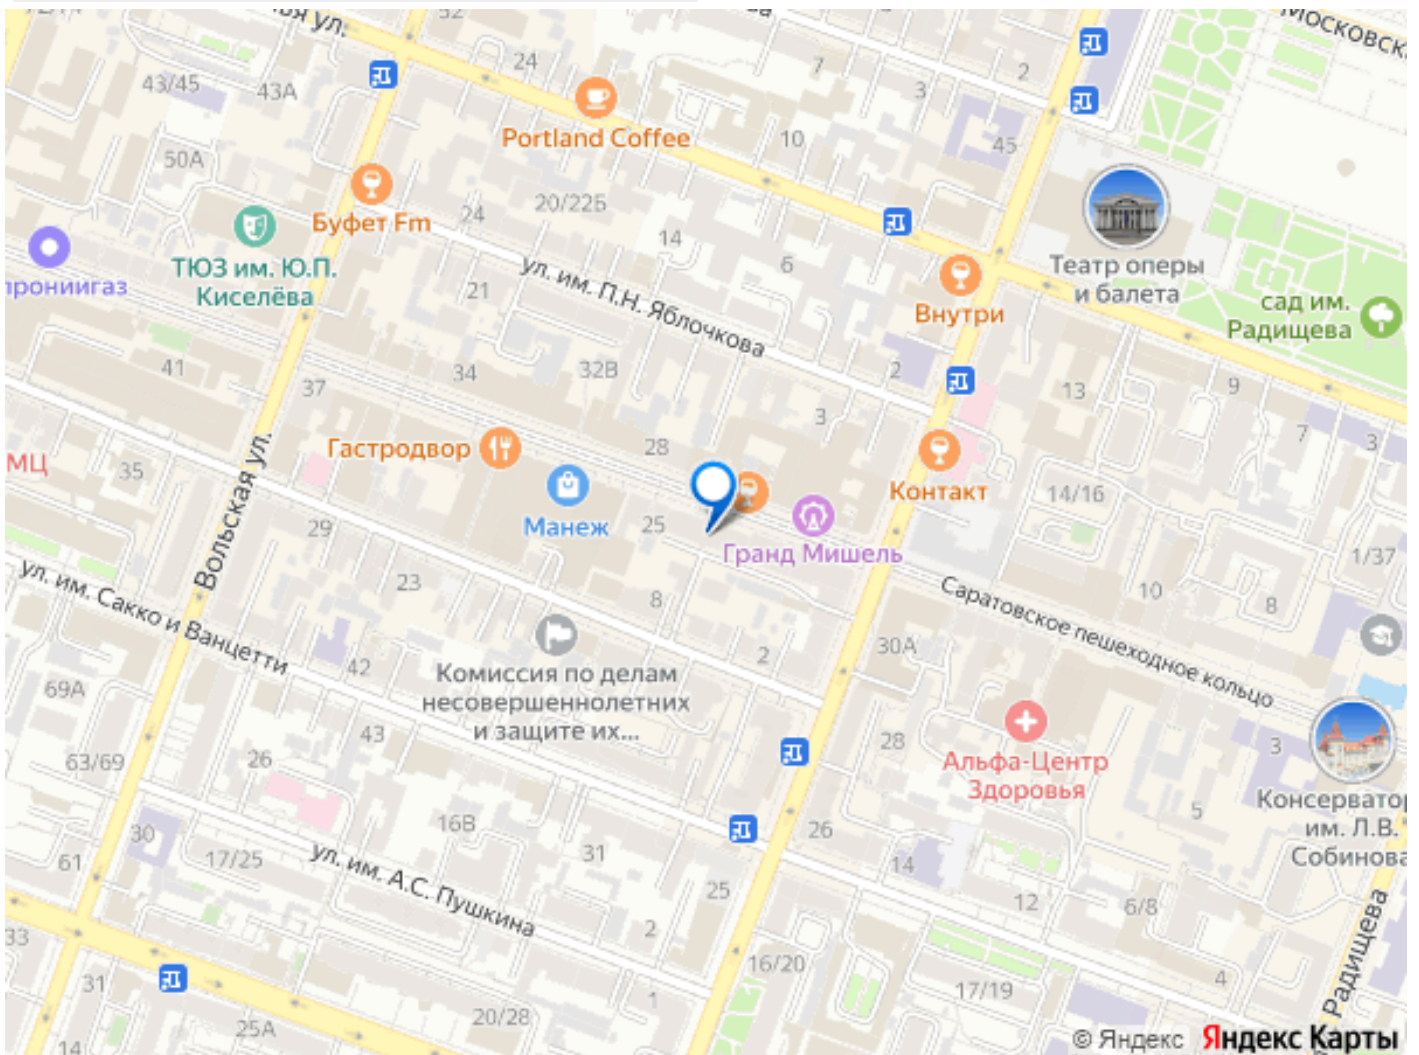 52
ья ул.
Московск
24
7
2
43/45
43А
3
Portland Coffee
10
45
50А
Буфет Fm
24
20/22Б
14
6
ТЮЗ им. Ю.П.
Киселёва
прониигаз
21
ул. им. П.Н. Яблочкова
Театр оперы
и балета
Внутри
сад им.
Радищева
41
37
34
32В
2
13
9
3
7
3
Гастродвор
28
МЦ
35
Вольская ул.
Манеж
25
Контакт
14/16
Гранд Мишель
29
1/37
ул. им. Сакко и Ванцетти
23
8
Саратовское пешеходное кольцо
10
8
42
Комиссия по делам
несовершеннолетних
и защите их...
2
30А
69А
43
28
Альфа-Центр
Здоровья
3
63/69
26
5
Консерватор
им. Л.В.
Собинова
16В
26
30
17/25
31
61
ул. им. А.С. Пушкина
14
25
12
6/8
Радищева
33
2
16/20
4
31
17/19
1
20/28
25А
14
© Яндекс Яндекс Карты